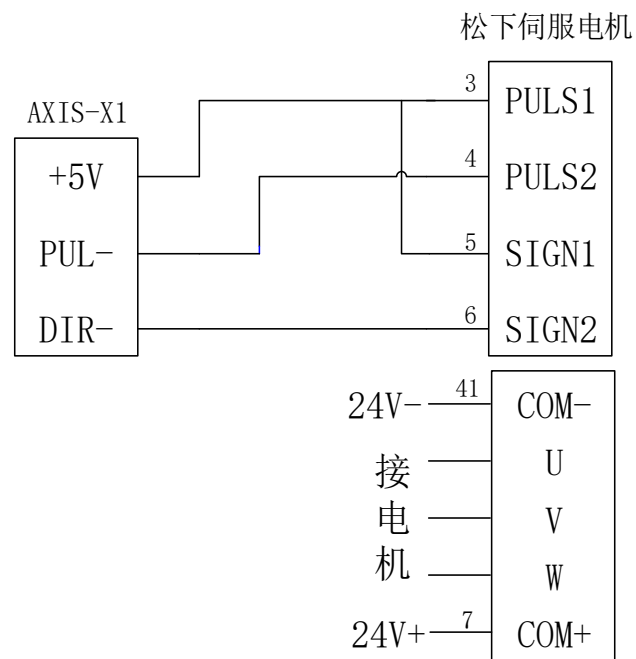 松下伺服电机
AXIS-X1
+5V
PUL-
DIR-
3 PULS1
4 PULS2
5 SIGN1
6 SIGN2
24V- 41 COM-
接电机
U
V
W
24V+ 7 COM+